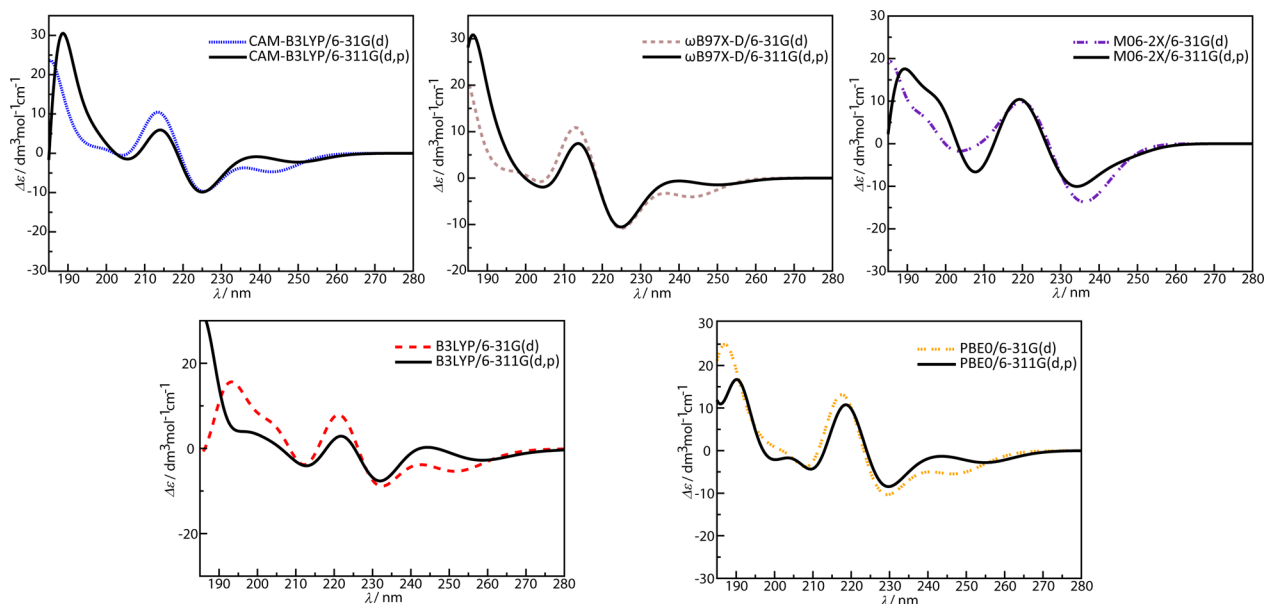 CAM-B3LYP/6-31G(d)
CAM-B3LYP/6-311G(d,p)
Δε / dm³mol⁻¹cm⁻¹
30
20
10
0
-10
-20
-30
190 200 210 220 230 240 250 260 270 280
λ/ nm
ωB97X-D/6-31G(d)
ωB97X-D/6-311G(d,p)
Δε / dm³mol⁻¹cm⁻¹
30
20
10
0
-10
-20
190 200 210 220 230 240 250 260 270 280
λ/ nm
M06-2X/6-31G(d)
M06-2X/6-311G(d,p)
Δε / dm³mol⁻¹cm⁻¹
30
20
10
0
-10
-20
-30
190 200 210 220 230 240 250 260 270 280
λ/ nm
B3LYP/6-31G(d)
B3LYP/6-311G(d,p)
Δε / dm³mol⁻¹cm⁻¹
20
0
-20
190 200 210 220 230 240 250 260 270 280
λ/ nm
PBE0/6-31G(d)
PBE0/6-311G(d,p)
Δε / dm³mol⁻¹cm⁻¹
25
20
10
0
-10
-20
-30
190 200 210 220 230 240 250 260 270 280
λ/ nm